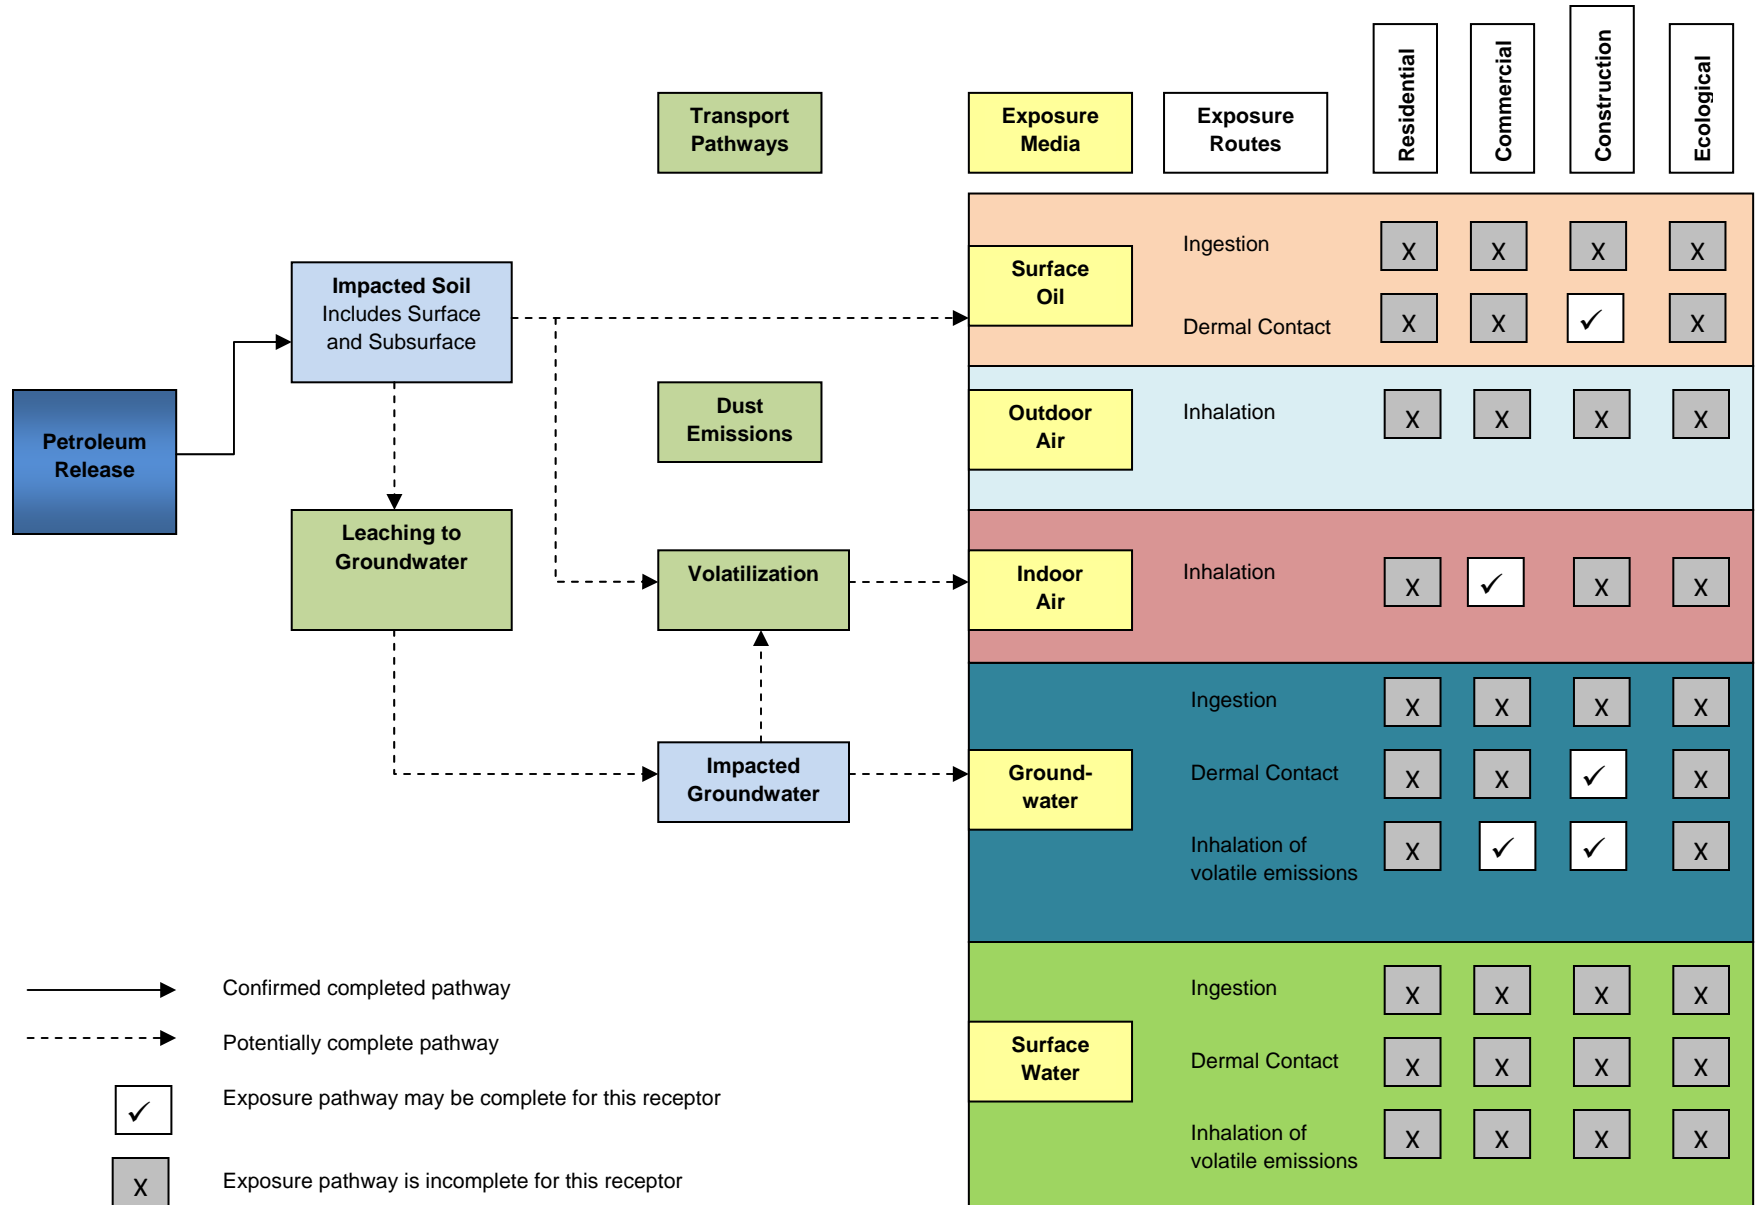 Residential
Commercial
Construction
Ecological
Transport
Pathways
Exposure
Media
Exposure
Routes
Ingestion
X X X X
Surface
Oil
Dermal Contact
X X ✓ X
Impacted Soil
Includes Surface
and Subsurface
Dust
Emissions
Outdoor
Air
Inhalation
X X X X
Petroleum
Release
Leaching to
Groundwater
Volatilization
Indoor
Air
Inhalation
X ✓ X X
Impacted
Groundwater
Ground-
water
Ingestion
X X X X
Dermal Contact
X X ✓ X
Inhalation of
volatile emissions
X ✓ ✓ X
Surface
Water
Ingestion
X X X X
Dermal Contact
X X X X
Inhalation of
volatile emissions
X X X X
Confirmed completed pathway
Potentially complete pathway
✓ Exposure pathway may be complete for this receptor
X Exposure pathway is incomplete for this receptor